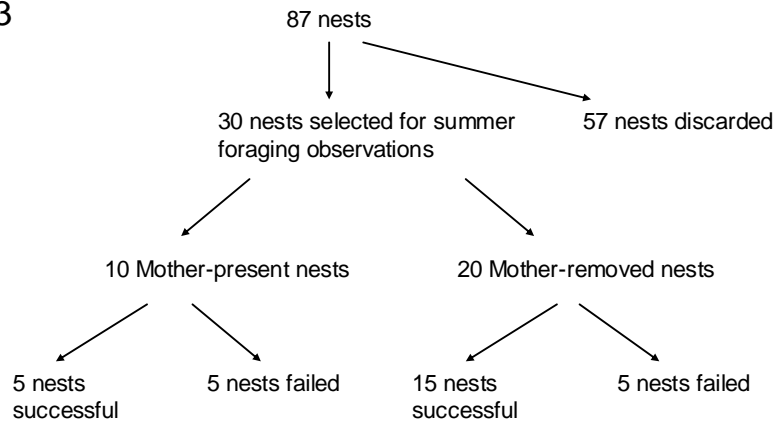 3
87 nests
30 nests selected for summer
foraging observations
57 nests discarded
10 Mother-present nests
20 Mother-removed nests
5 nests
successful
5 nests failed
15 nests
successful
5 nests failed